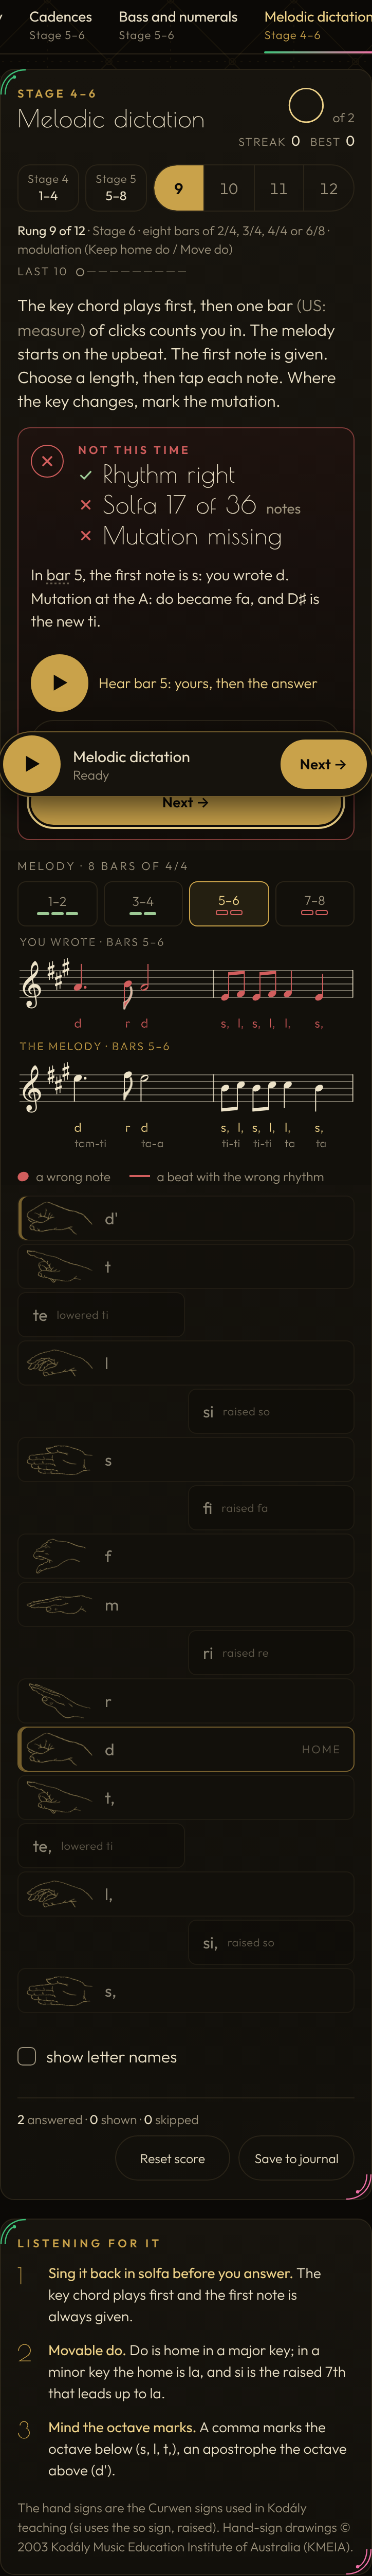 Cadences
Stage 5–6
Bass and numerals
Stage 5–6
Melodic dictation
Stage 4–6
STAGE 4–6
Melodic dictation
of 2
STREAK 0 BEST 0
Stage 4
1–4
Stage 5
5–8
9
10
11
12
Rung 9 of 12 · Stage 6 · eight bars of 2/4, 3/4, 4/4 or 6/8 ·
modulation (Keep home do / Move do)
LAST 10
The key chord plays first, then one bar (US:
measure) of clicks counts you in. The melody
starts on the upbeat. The first note is given.
Choose a length, then tap each note. Where
the key changes, mark the mutation.
NOT THIS TIME
Rhythm right
Solfa 17 of 36 notes
Mutation missing
In bar 5, the first note is s: you wrote d.
Mutation at the A: do became fa, and D♯ is
the new ti.
Hear bar 5: yours, then the answer
Melodic dictation
Ready
Next →
Next →
MELODY · 8 BARS OF 4/4
1–2
3–4
5–6
7–8
YOU WROTE · BARS 5–6
d r d s, l, s, l, l, s,
THE MELODY · BARS 5–6
d r d s, l, s, l, l, s,
tam-ti ta-a ti-ti ti-ti ta ta
a wrong note
a beat with the wrong rhythm
d'
t
te lowered ti
l
si raised so
s
fi raised fa
f
m
ri raised re
r
d HOME
t,
te, lowered ti
l,
si, raised so
s,
show letter names
2 answered · 0 shown · 0 skipped
Reset score
Save to journal
LISTENING FOR IT
1 Sing it back in solfa before you answer. The
key chord plays first and the first note is
always given.
2 Movable do. Do is home in a major key; in a
minor key the home is la, and si is the raised 7th
that leads up to la.
3 Mind the octave marks. A comma marks the
octave below (s, l, t,), an apostrophe the octave
above (d').
The hand signs are the Curwen signs used in Kodály
teaching (si uses the so sign, raised). Hand-sign drawings ©
2003 Kodály Music Education Institute of Australia (KMEIA).